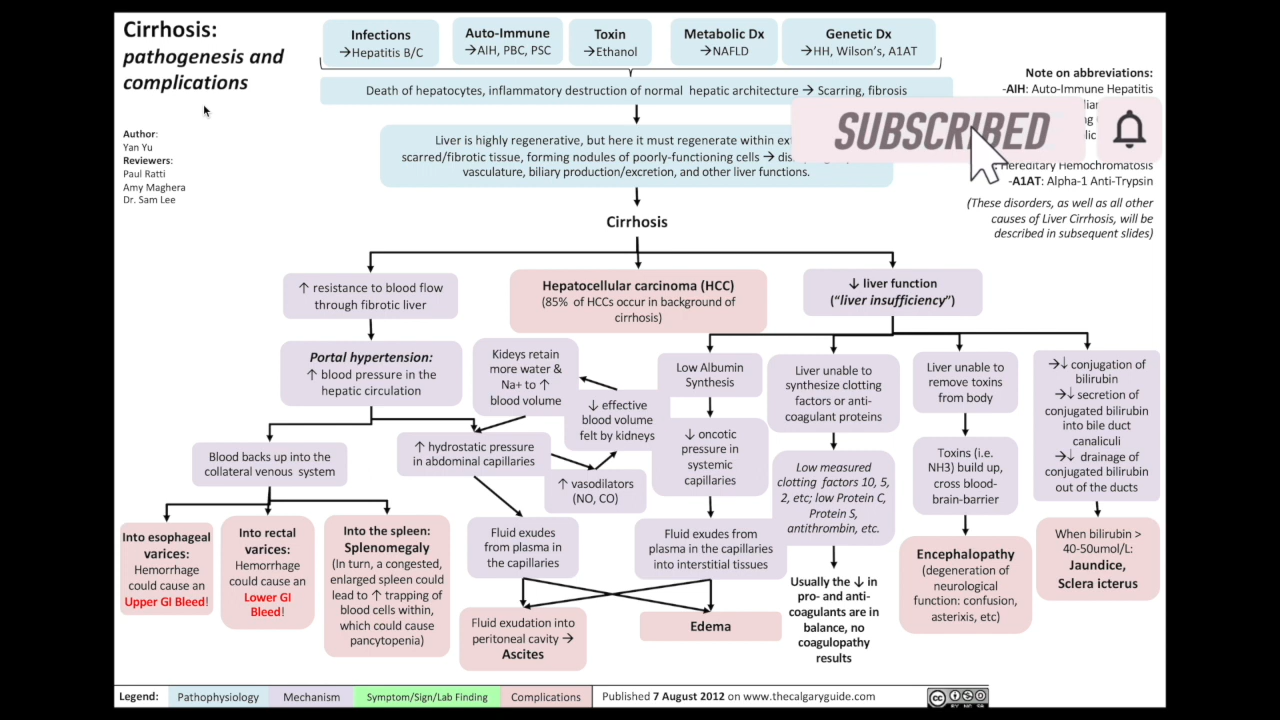 Cirrhosis:
pathogenesis and
complications
Author:
Yan Yu
Reviewers:
Paul Ratti
Amy Maghera
Dr. Sam Lee
Infections
→Hepatitis B/C
Auto-Immune
→AIH, PBC, PSC
Toxin
→Ethanol
Metabolic Dx
→NAFLD
Genetic Dx
→HH, Wilson's, A1AT
Death of hepatocytes, inflammatory destruction of normal hepatic architecture → Scarring, fibrosis
Liver is highly regenerative, but here it must regenerate within
scarred/fibrotic tissue, forming nodules of poorly-functioning cells →
vasculature, biliary production/excretion, and other liver functions.
Note on abbreviations:
-AIH: Auto-Immune Hepatitis
SUBSCRIBED
Hereditary Hemochromatosis
-A1AT: Alpha-1 Anti-Trypsin
(These disorders, as well as all other
causes of Liver Cirrhosis, will be
described in subsequent slides)
Cirrhosis
↑ resistance to blood flow
through fibrotic liver
Hepatocellular carcinoma (HCC)
(85% of HCCs occur in background of
cirrhosis)
↓ liver function
("liver insufficiency")
Portal hypertension:
↑ blood pressure in the
hepatic circulation
Kideys retain
more water &
Na+ to ↑
blood volume
↓ effective
blood volume
felt by kidneys
↑ hydrostatic pressure
in abdominal capillaries
↑ vasodilators
(NO, CO)
Blood backs up into the
collateral venous system
Into esophageal
varices:
Hemorrhage
could cause an
Upper GI Bleed!
Into rectal
varices:
Hemorrhage
could cause an
Lower GI
Bleed!
Into the spleen:
Splenomegaly
(In turn, a congested,
enlarged spleen could
lead to ↑ trapping of
blood cells within,
which could cause
pancytopenia)
Fluid exudes
from plasma in
the capillaries
Fluid exudation into
peritoneal cavity →
Ascites
Low Albumin
Synthesis
↓ oncotic
pressure in
systemic
capillaries
Fluid exudes from
plasma in the capillaries
into interstitial tissues
Edema
Liver unable to
synthesize clotting
factors or anti-
coagulant proteins
Low measured
clotting factors 10, 5,
2, etc; low Protein C,
Protein S,
antithrombin, etc.
Usually the ↓ in
pro- and anti-
coagulants are in
balance, no
coagulopathy
results
Liver unable to
remove toxins
from body
Toxins (i.e.
NH3) build up,
cross blood-
brain-barrier
Encephalopathy
(degeneration of
neurological
function: confusion,
asterixis, etc)
→↓ conjugation of
bilirubin
→↓ secretion of
conjugated bilirubin
into bile duct
canaliculi
→↓ drainage of
conjugated bilirubin
out of the ducts
When bilirubin >
40-50umol/L:
Jaundice,
Sclera icterus
Legend: Pathophysiology Mechanism Symptom/Sign/Lab Finding Complications Published 7 August 2012 on www.thecalgaryguide.com